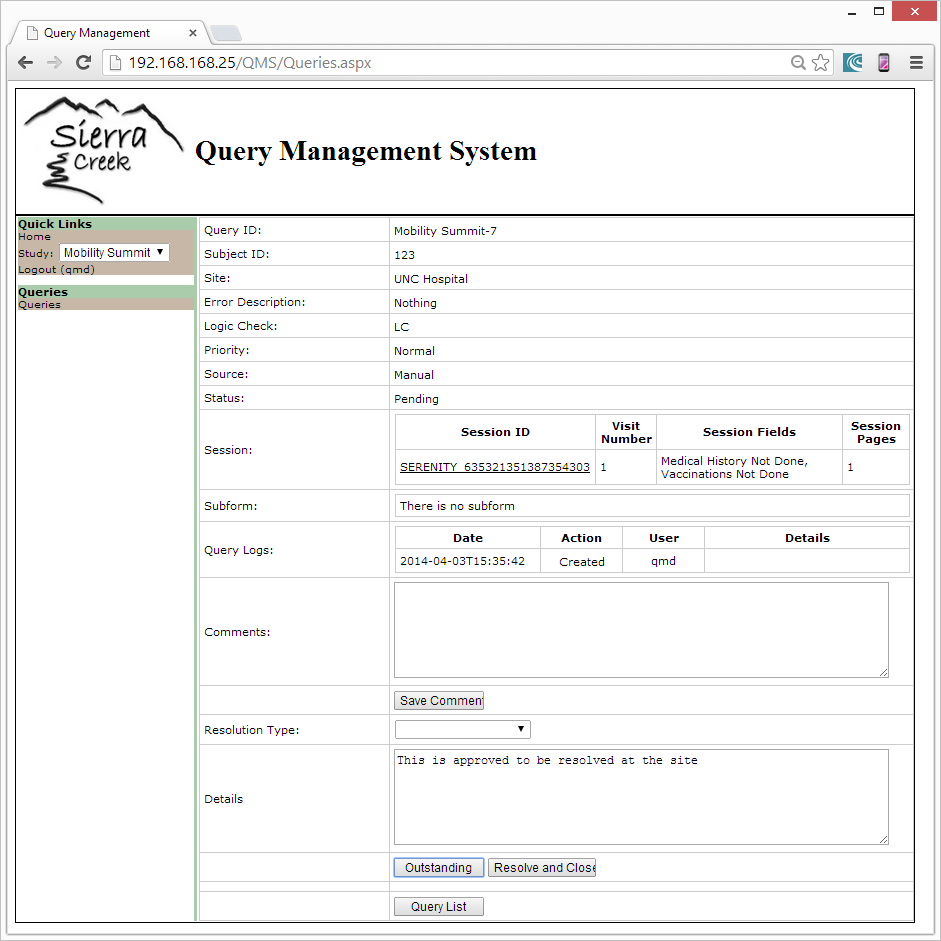 Query Management
192.168.168.25/QMS/Queries.aspx
Sierra
Creek
Query Management System
Quick Links
Home
Study: Mobility Summit
Logout (qmd)
Queries
Queries
Query ID: Mobility Summit-7
Subject ID: 123
Site: UNC Hospital
Error Description: Nothing
Logic Check: LC
Priority: Normal
Source: Manual
Status: Pending
Session:
Session ID Visit Number Session Fields Session Pages
SERENITY_635321351387354303 1 Medical History Not Done, 1
Vaccinations Not Done
Subform: There is no subform
Query Logs:
Date Action User Details
2014-04-03T15:35:42 Created qmd
Comments:
Save Comment
Resolution Type:
Details
This is approved to be resolved at the site
Outstanding Resolve and Close
Query List